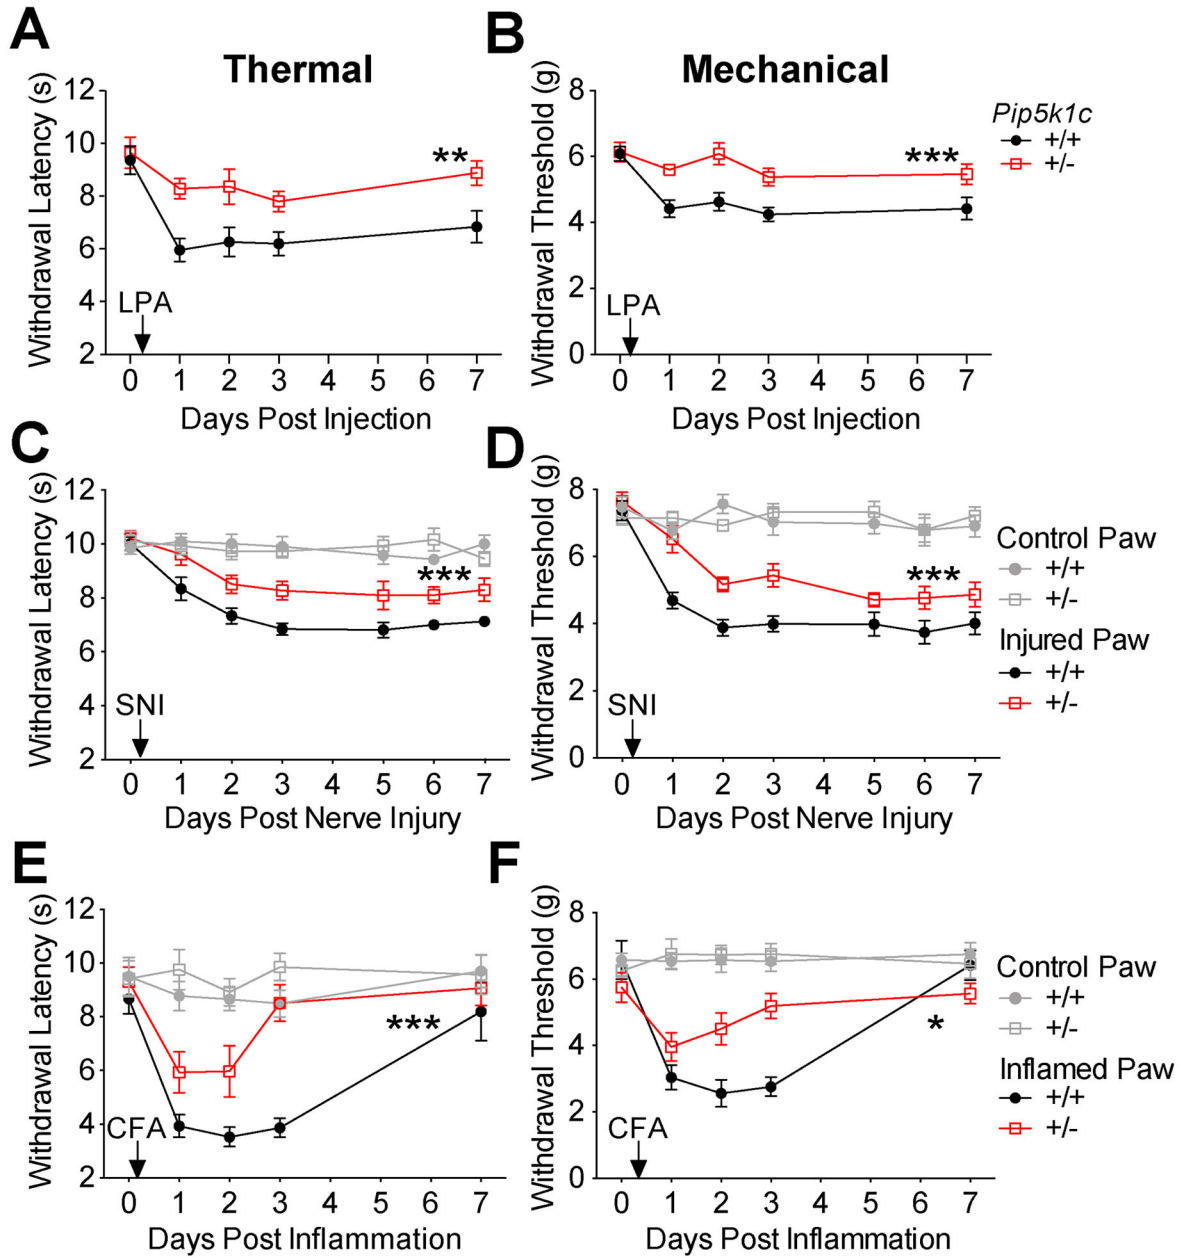 A
B
Thermal
Mechanical
Withdrawal Latency (s)
12
10
8
6
4
2
LPA
**
0 1 2 3 4 5 6 7
Days Post Injection
Withdrawal Threshold (g)
8
6
4
2
0
LPA
***
0 1 2 3 4 5 6 7
Days Post Injection
Pip5k1c
+/+
+/-
C
D
Withdrawal Latency (s)
12
10
8
6
4
2
SNI
***
0 1 2 3 4 5 6 7
Days Post Nerve Injury
Withdrawal Threshold (g)
8
6
4
2
0
SNI
***
0 1 2 3 4 5 6 7
Days Post Nerve Injury
Control Paw
+/+
+/-
Injured Paw
+/+
+/-
E
F
Withdrawal Latency (s)
12
10
8
6
4
2
CFA
***
0 1 2 3 4 5 6 7
Days Post Inflammation
Withdrawal Threshold (g)
8
6
4
2
0
CFA
*
0 1 2 3 4 5 6 7
Days Post Inflammation
Control Paw
+/+
+/-
Inflamed Paw
+/+
+/-